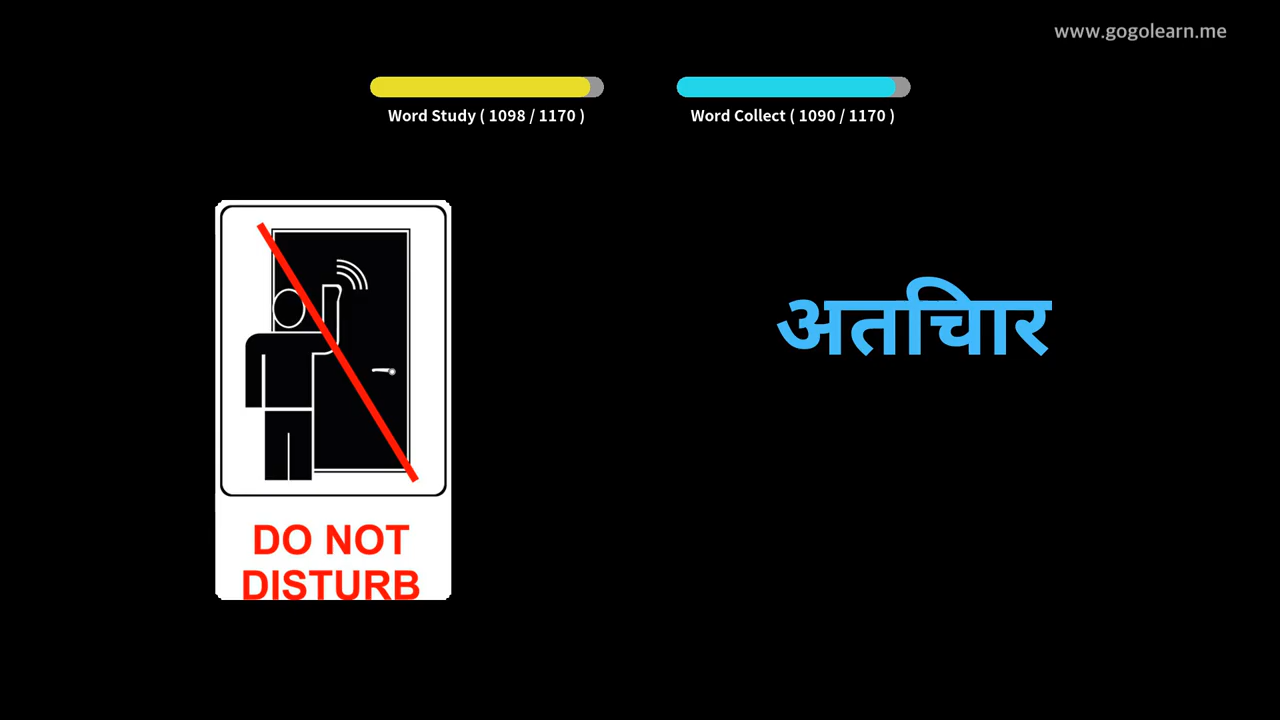 www.gogolearn.me
Word Study ( 1098 / 1170 )
Word Collect ( 1090 / 1170 )
अतचिार
DO NOT
DISTURB